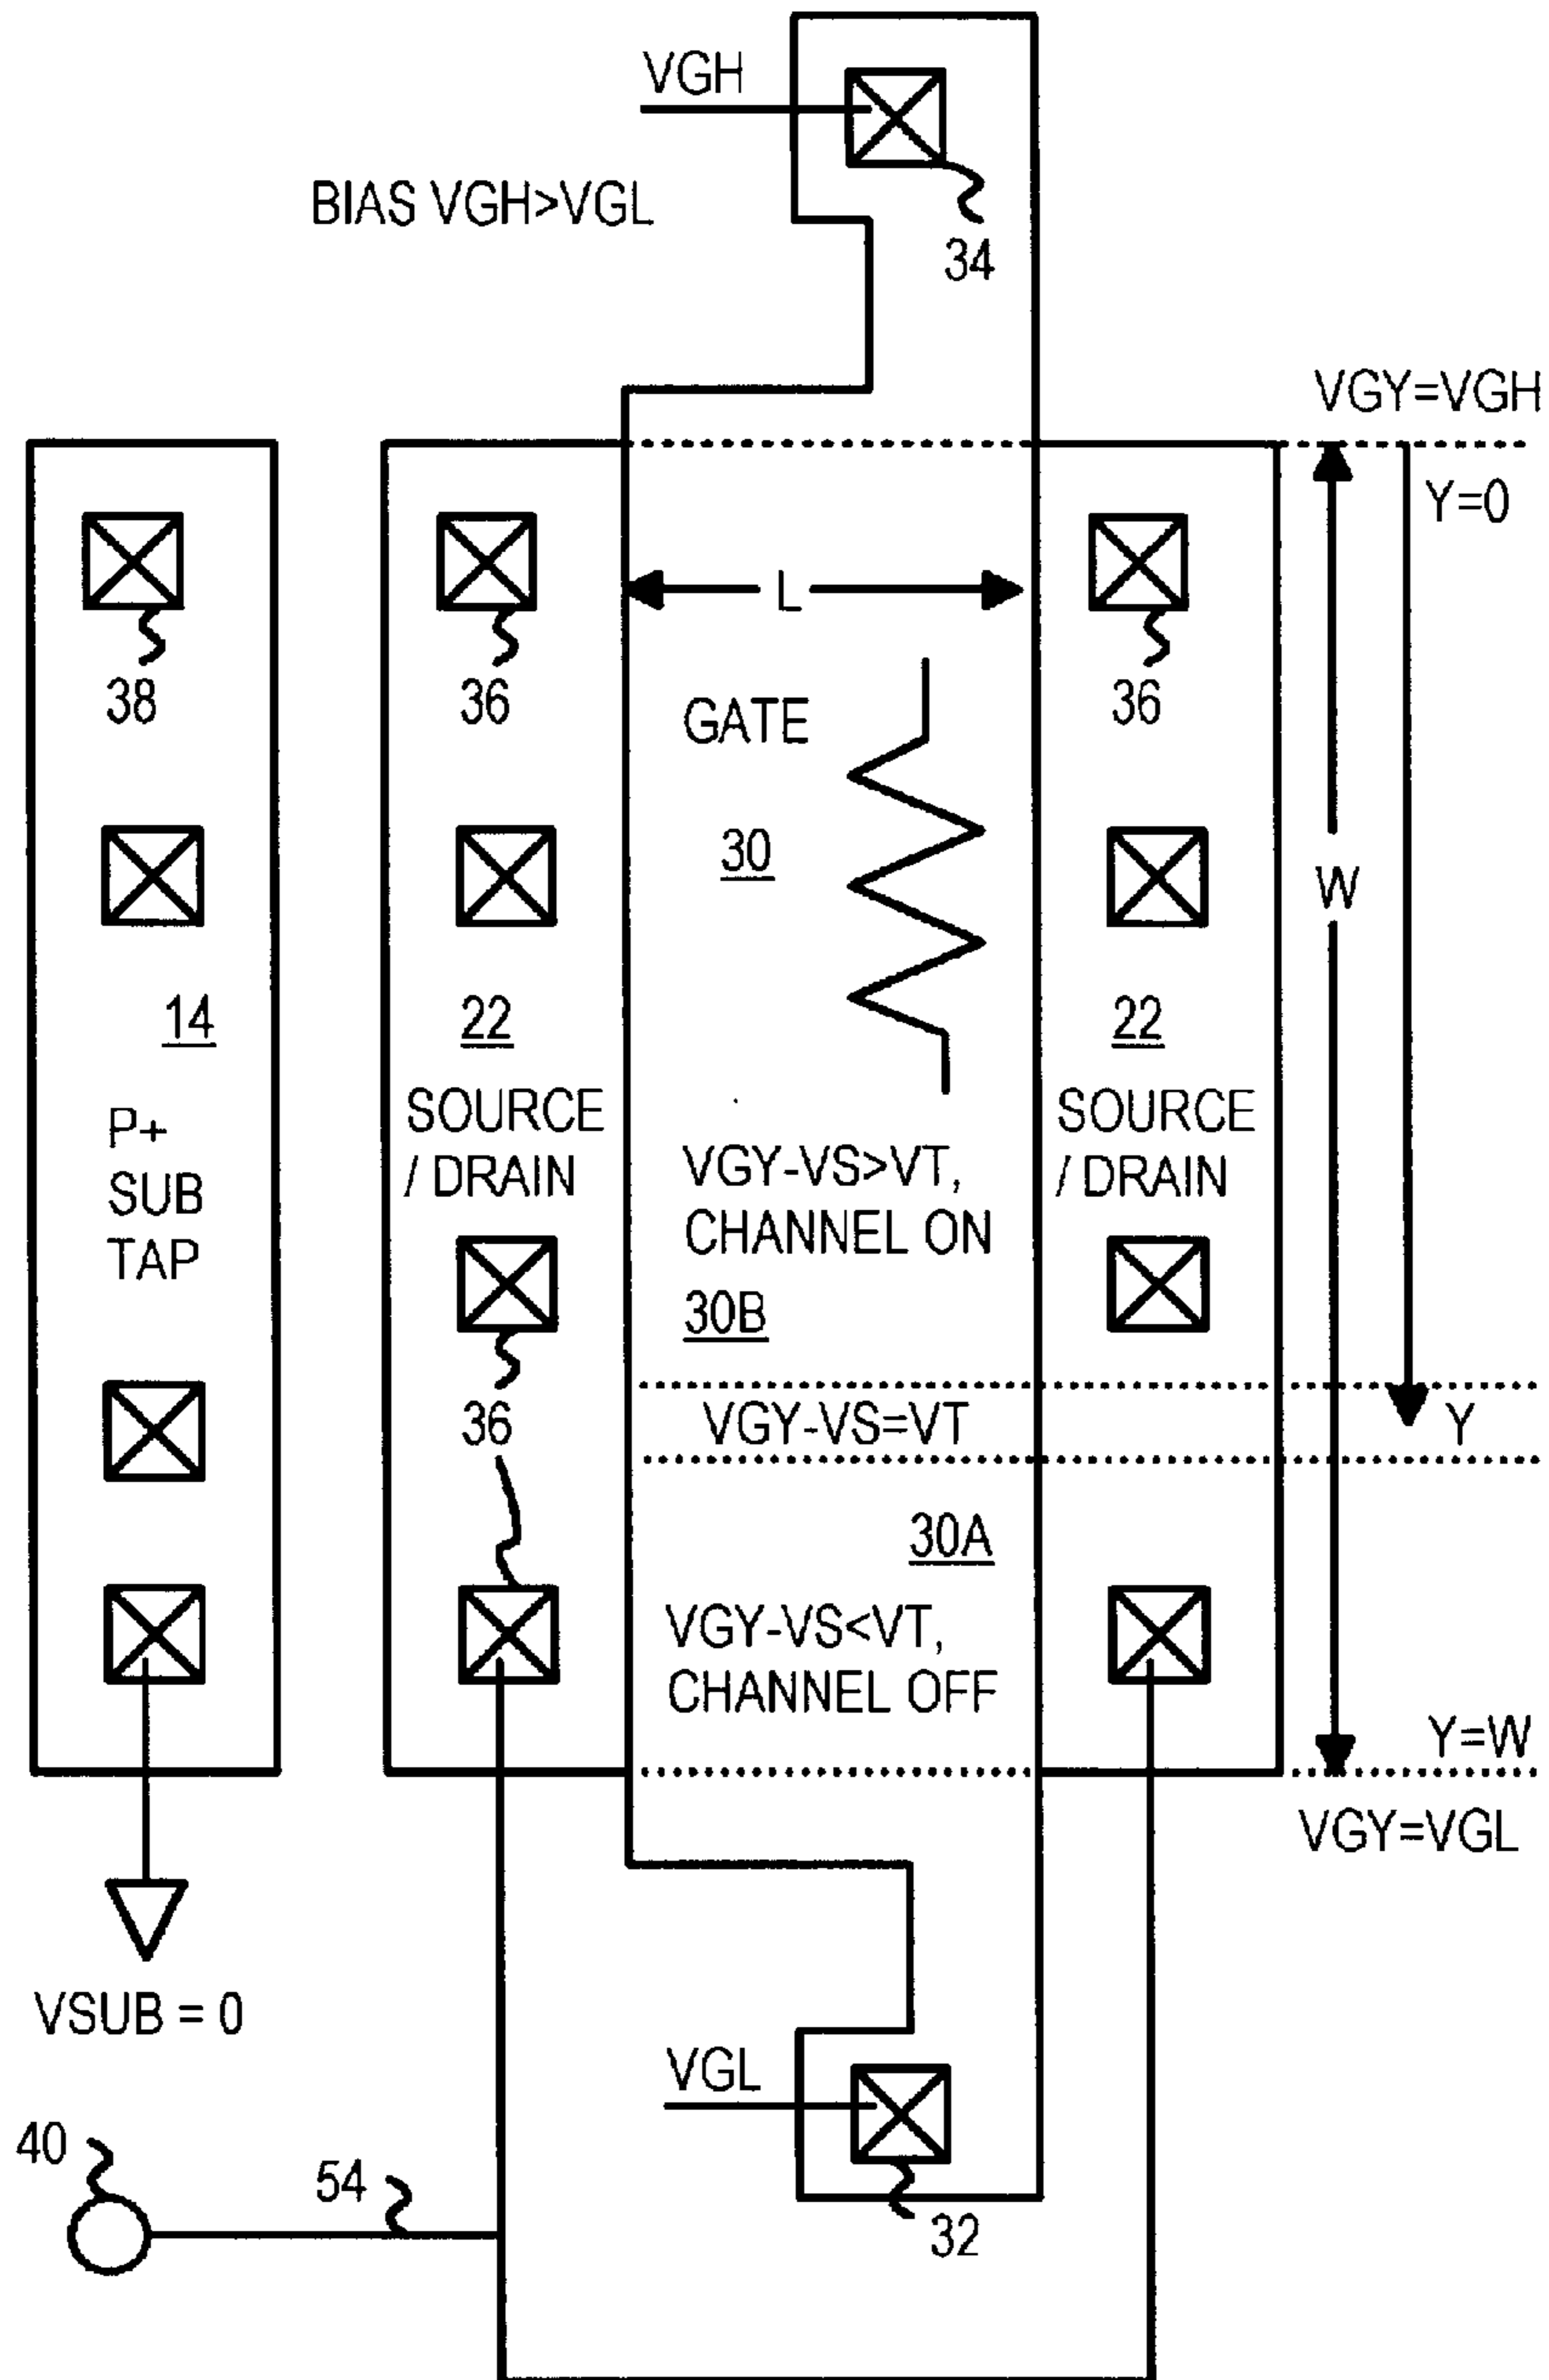 VGH
BIAS VGH>VGL
34
VGY=VGH
Y=0
L
38
36
36
GATE
30
W
14
22
22
P+
SUB
TAP
SOURCE
/ DRAIN
VGY-VS>VT,
CHANNEL ON
30B
SOURCE
/ DRAIN
36
VGY-VS=VT
Y
30A
VGY-VS<VT,
CHANNEL OFF
Y=W
VGY=VGL
VSUB = 0
VGL
40
54
32